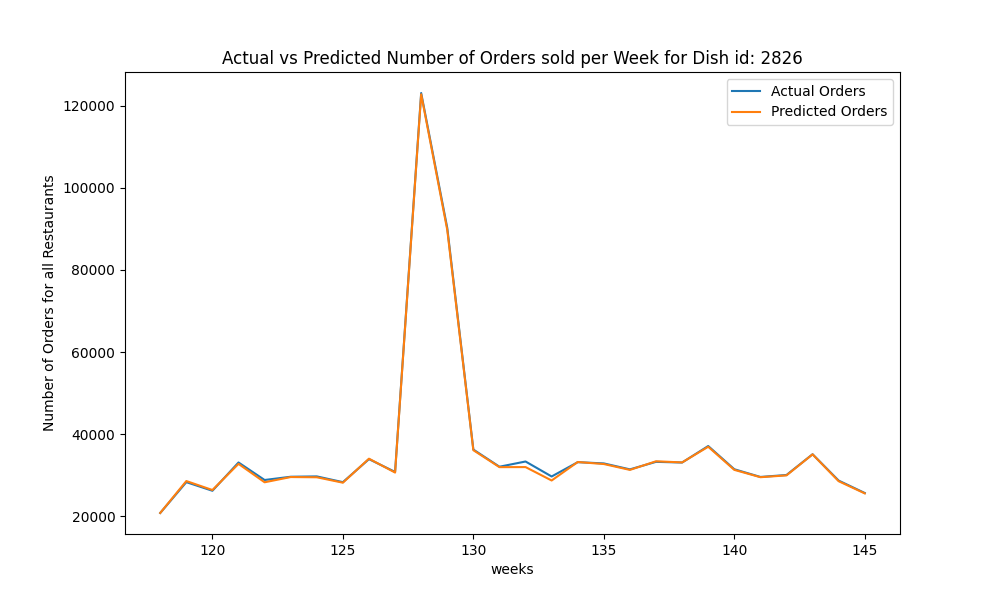 Actual vs Predicted Number of Orders sold per Week for Dish id: 2826
Actual Orders
Predicted Orders
Number of Orders for all Restaurants
120000
100000
80000
60000
40000
20000
120 125 130 135 140 145
weeks